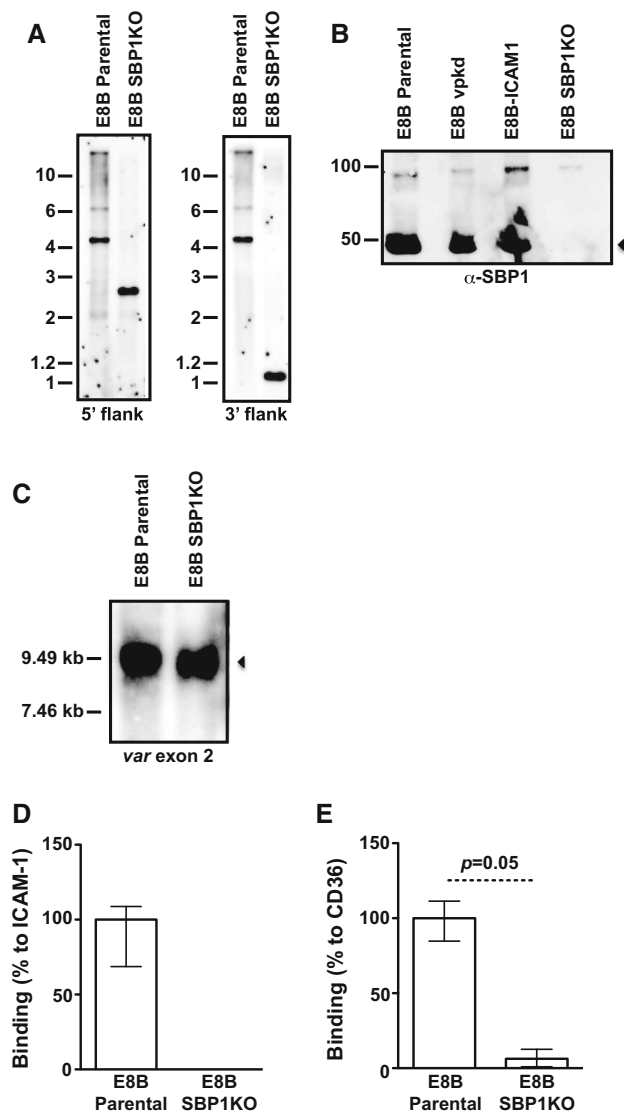 A
E8B Parental
E8B SBP1KO
10
6
4
3
2
1.2
1
5' flank
E8B Parental
E8B SBP1KO
10
6
4
3
2
1.2
1
3' flank
B
E8B Parental
E8B vpkd
E8B-ICAM1
E8B SBP1KO
100
50
α-SBP1
C
E8B Parental
E8B SBP1KO
9.49 kb
7.46 kb
var exon 2
D
Binding (% to ICAM-1)
150
100
50
0
E8B
Parental
E8B
SBP1KO
E
Binding (% to CD36)
150
100
50
0
p=0.05
E8B
Parental
E8B
SBP1KO